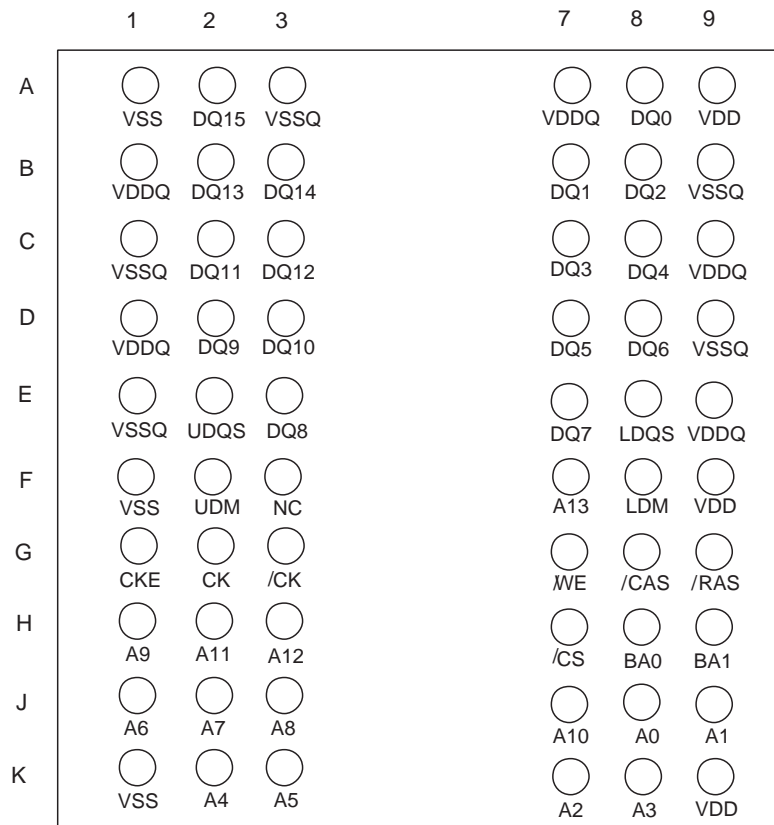 1 2 3 7 8 9
A
VSS DQ15 VSSQ VDDQ DQ0 VDD
B
VDDQ DQ13 DQ14 DQ1 DQ2 VSSQ
C
VSSQ DQ11 DQ12 DQ3 DQ4 VDDQ
D
VDDQ DQ9 DQ10 DQ5 DQ6 VSSQ
E
VSSQ UDQS DQ8 DQ7 LDQS VDDQ
F
VSS UDM NC A13 LDM VDD
G
CKE CK /CK /WE /CAS /RAS
H
A9 A11 A12 /CS BA0 BA1
J
A6 A7 A8 A10 A0 A1
K
VSS A4 A5 A2 A3 VDD